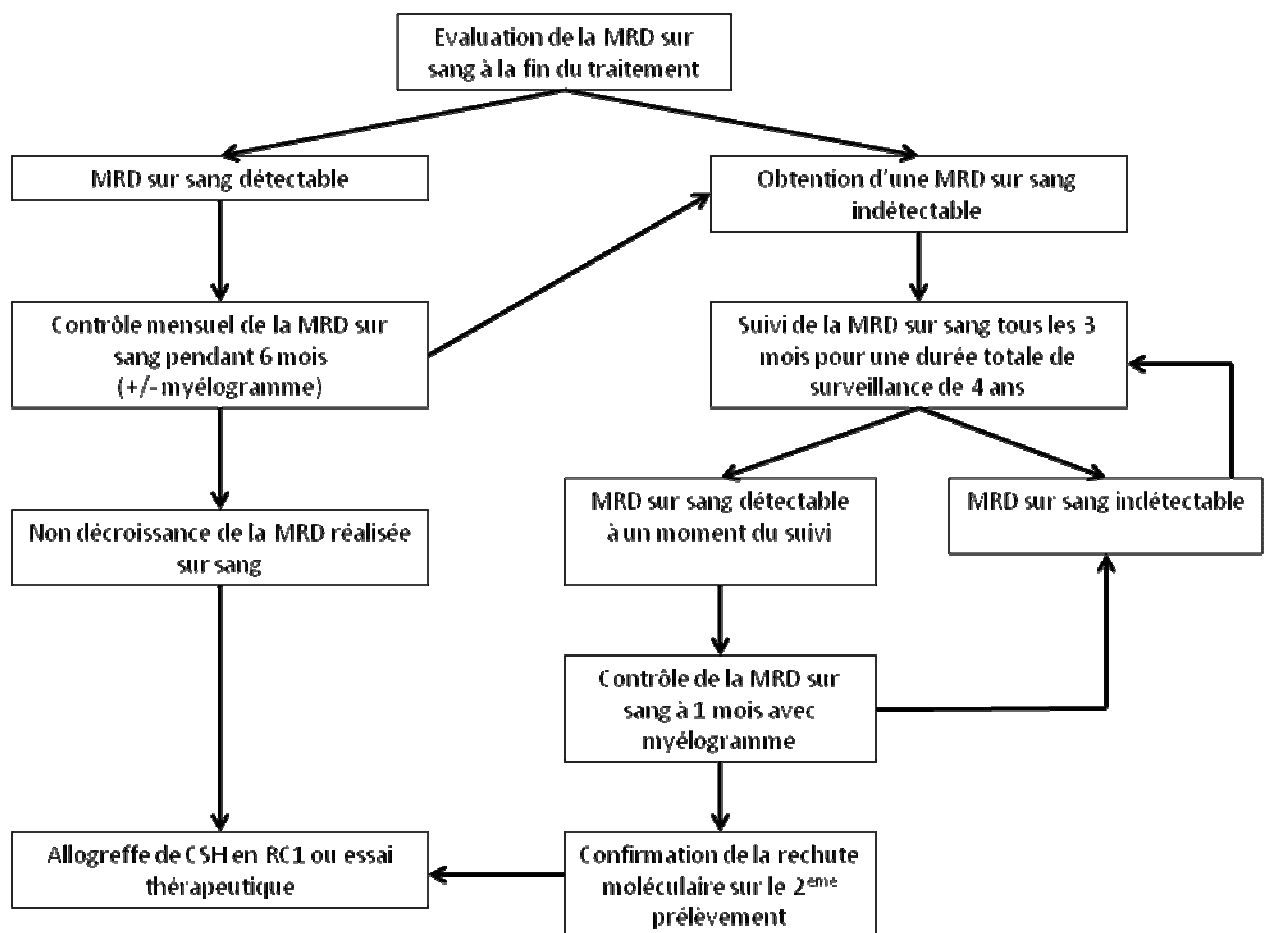 Evaluation de la MRD sur
sang à la fin du traitement
MRD sur sang détectable
Obtention d'une MRD sur sang
indétectable
Contrôle mensuel de la MRD sur
sang pendant 6 mois
(+/- myélogramme)
Suivi de la MRD sur sang tous les 3
mois pour une durée totale de
surveillance de 4 ans
MRD sur sang détectable
à un moment du suivi
MRD sur sang indétectable
Non décroissance de la MRD réalisée
sur sang
Contrôle de la MRD sur
sang à 1 mois avec
myélogramme
Allogreffe de CSH en RC1 ou essai
thérapeutique
Confirmation de la rechute
moléculaire sur le 2ème
prélèvement